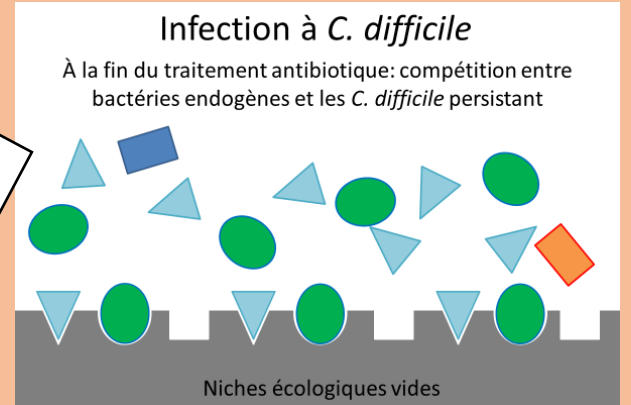 Infection à C. difficile
À la fin du traitement antibiotique: compétition entre
bactéries endogènes et les C. difficile persistant
Niches écologiques vides